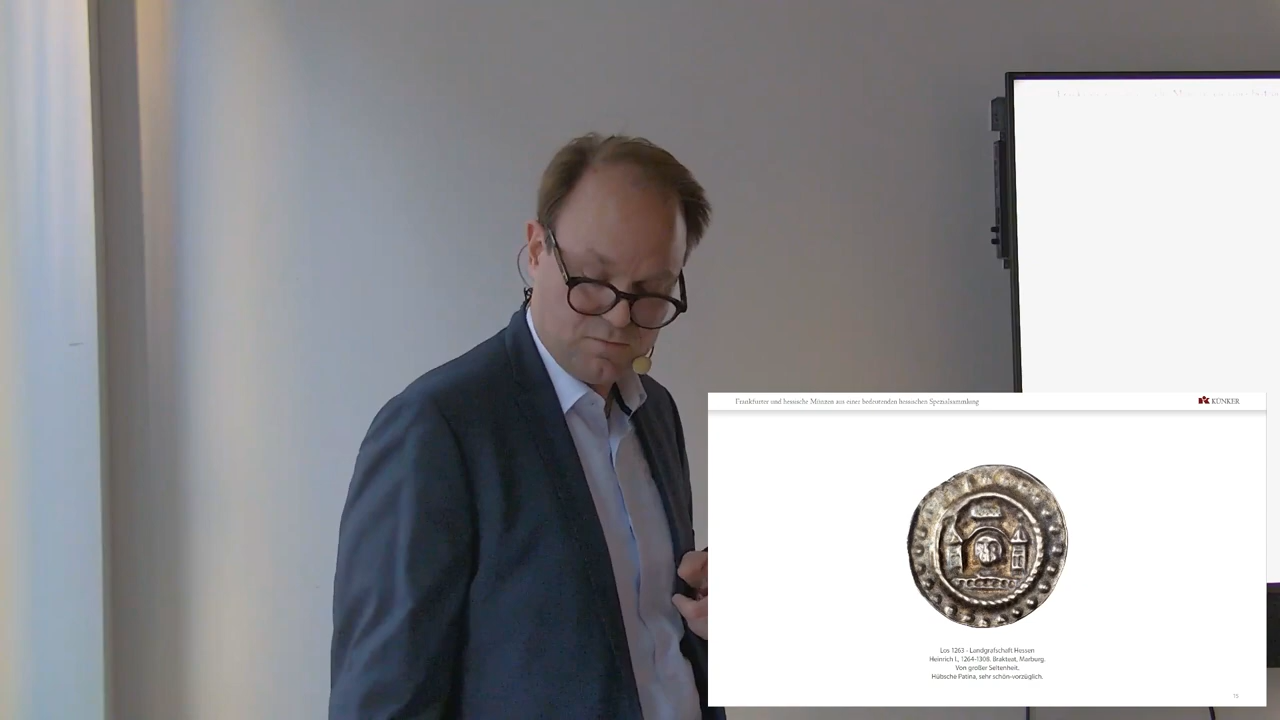 Frankfurter und hessische Münzen aus einer bedeutenden hessischen Spezialsammlung
KÜNKER
Los 1263 - Landgrafschaft Hessen
Heinrich I., 1264-1308. Brakteat, Marburg.
Von großer Seltenheit.
Hübsche Patina, sehr schön-vorzüglich.
15